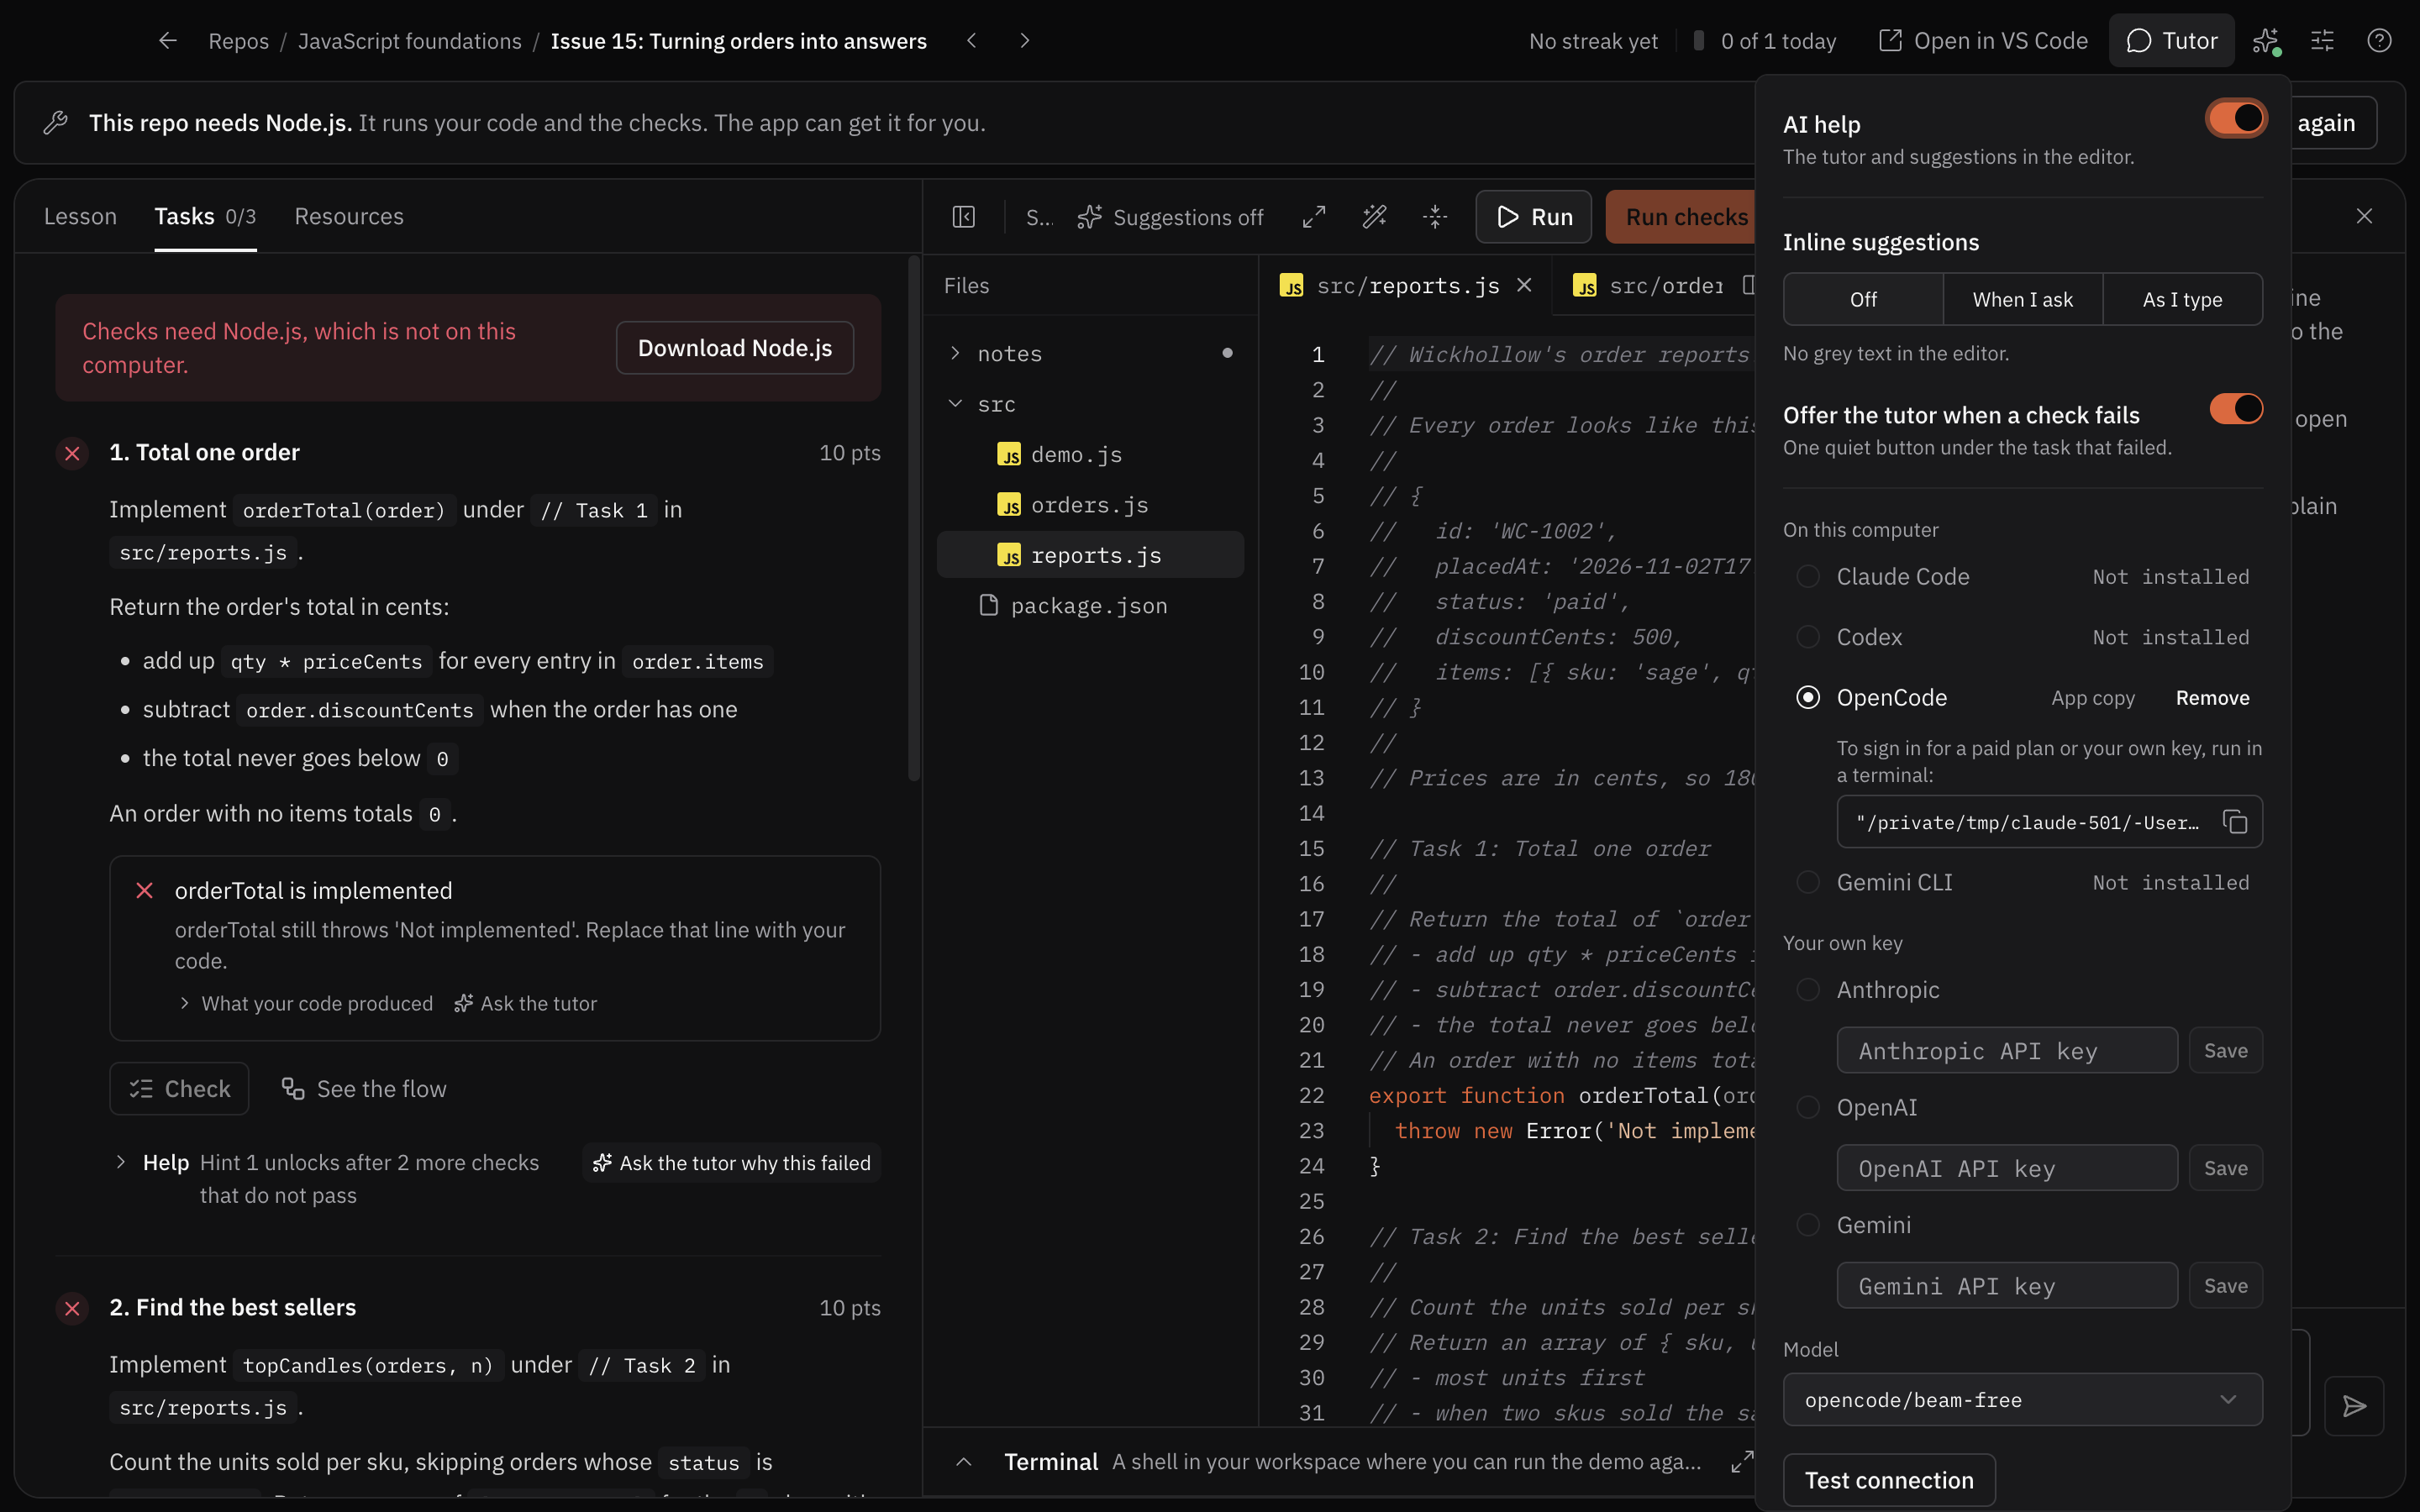 Repos / JavaScript foundations / Issue 15: Turning orders into answers
No streak yet
0 of 1 today
Open in VS Code
Tutor
This repo needs Node.js. It runs your code and the checks. The app can get it for you.
again
Lesson
Tasks 0/3
Resources
Checks need Node.js, which is not on this
computer.
Download Node.js
1. Total one order
10 pts
Implement orderTotal(order) under // Task 1 in
src/reports.js.
Return the order's total in cents:
• add up qty * priceCents for every entry in order.items
• subtract order.discountCents when the order has one
• the total never goes below 0
An order with no items totals 0.
orderTotal is implemented
orderTotal still throws 'Not implemented'. Replace that line with your
code.
What your code produced
Ask the tutor
Check
See the flow
Help Hint 1 unlocks after 2 more checks
that do not pass
Ask the tutor why this failed
2. Find the best sellers
10 pts
Implement topCandles(orders, n) under // Task 2 in
src/reports.js.
Count the units sold per sku, skipping orders whose status is
S...
Suggestions off
Run
Run checks
Files
notes
src
JS demo.js
JS orders.js
JS reports.js
package.json
JS src/reports.js
JS src/order
1 // Wickhollow's order reports
2 //
3 // Every order looks like this
4 //
5 // {
6 //   id: 'WC-1002',
7 //   placedAt: '2026-11-02T17
8 //   status: 'paid',
9 //   discountCents: 500,
10 //   items: [{ sku: 'sage', q
11 // }
12 //
13 // Prices are in cents, so 180
14
15 // Task 1: Total one order
16 //
17 // Return the total of `order
18 // - add up qty * priceCents
19 // - subtract order.discountCe
20 // - the total never goes belo
21 // An order with no items tota
22 export function orderTotal(ord
23   throw new Error('Not impleme
24 }
25
26 // Task 2: Find the best selle
27 //
28 // Count the units sold per sk
29 // Return an array of { sku,
30 // - most units first
31 // - when two skus sold the sa
Terminal A shell in your workspace where you can run the demo aga...
AI help
The tutor and suggestions in the editor.
Inline suggestions
Off
When I ask
As I type
No grey text in the editor.
Offer the tutor when a check fails
One quiet button under the task that failed.
On this computer
Claude Code Not installed
Codex Not installed
OpenCode App copy Remove
To sign in for a paid plan or your own key, run in
a terminal:
"/private/tmp/claude-501/-User…
Gemini CLI Not installed
Your own key
Anthropic
Anthropic API key Save
OpenAI
OpenAI API key Save
Gemini
Gemini API key Save
Model
opencode/beam-free
Test connection
ine
o the
open
plain